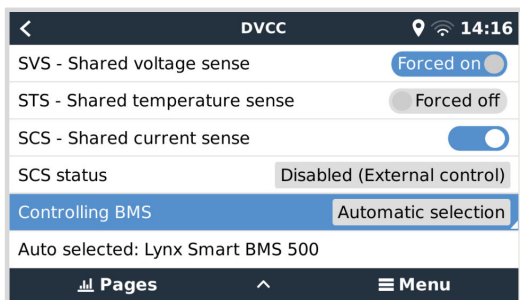 DVCC 14:16
SVS - Shared voltage sense Forced on
STS - Shared temperature sense Forced off
SCS - Shared current sense
SCS status Disabled (External control)
Controlling BMS Automatic selection
Auto selected: Lynx Smart BMS 500
Pages Menu